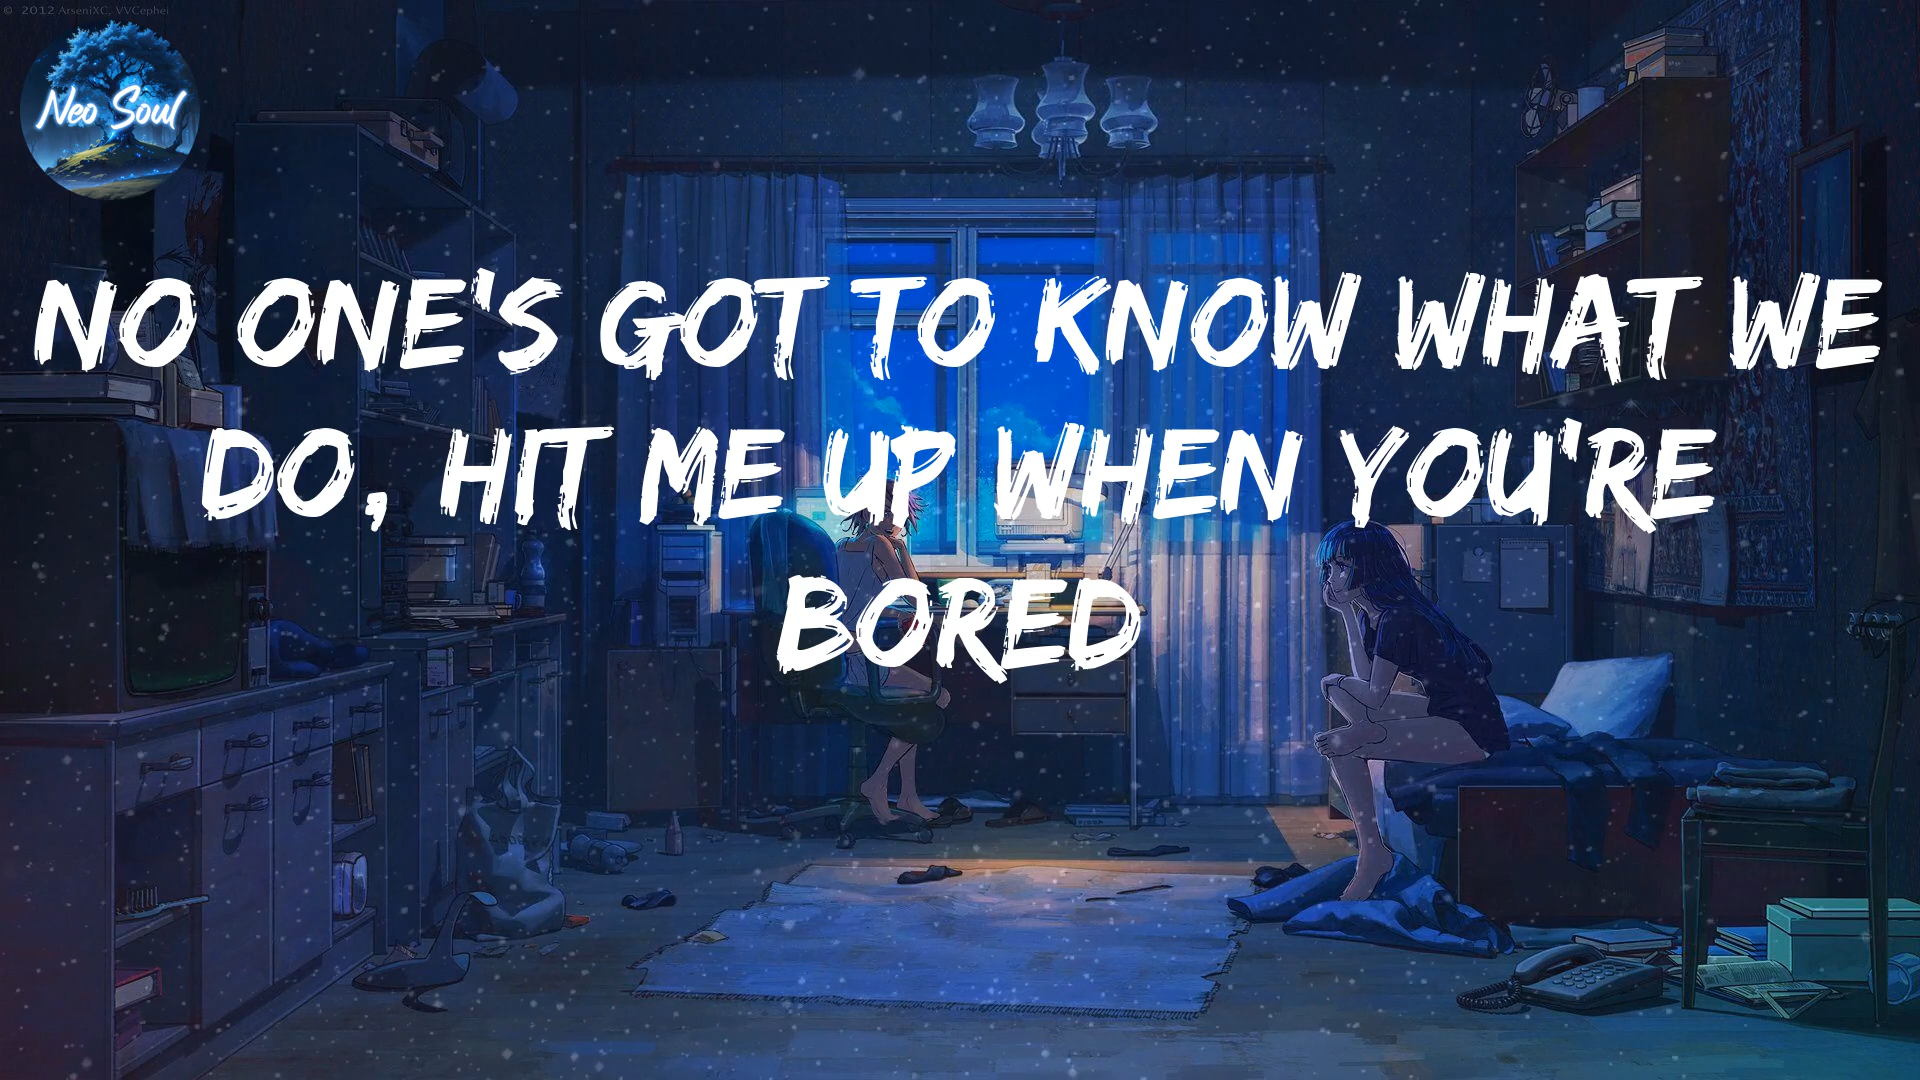 © 2012 ArseniXC, VVCephei
Neo Soul
NO ONE'S GOT TO KNOW WHAT WE
DO, HIT ME UP WHEN YOU'RE
BORED